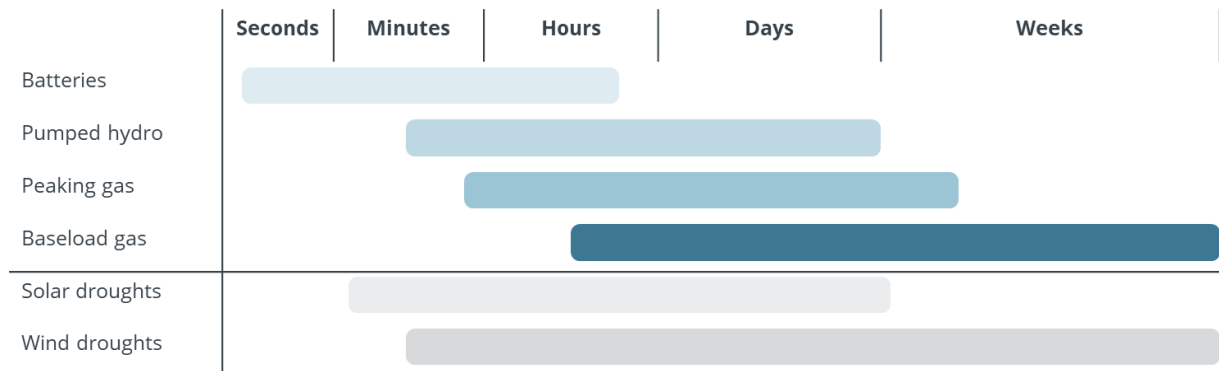 Seconds Minutes Hours Days Weeks
Batteries
Pumped hydro
Peaking gas
Baseload gas
Solar droughts
Wind droughts